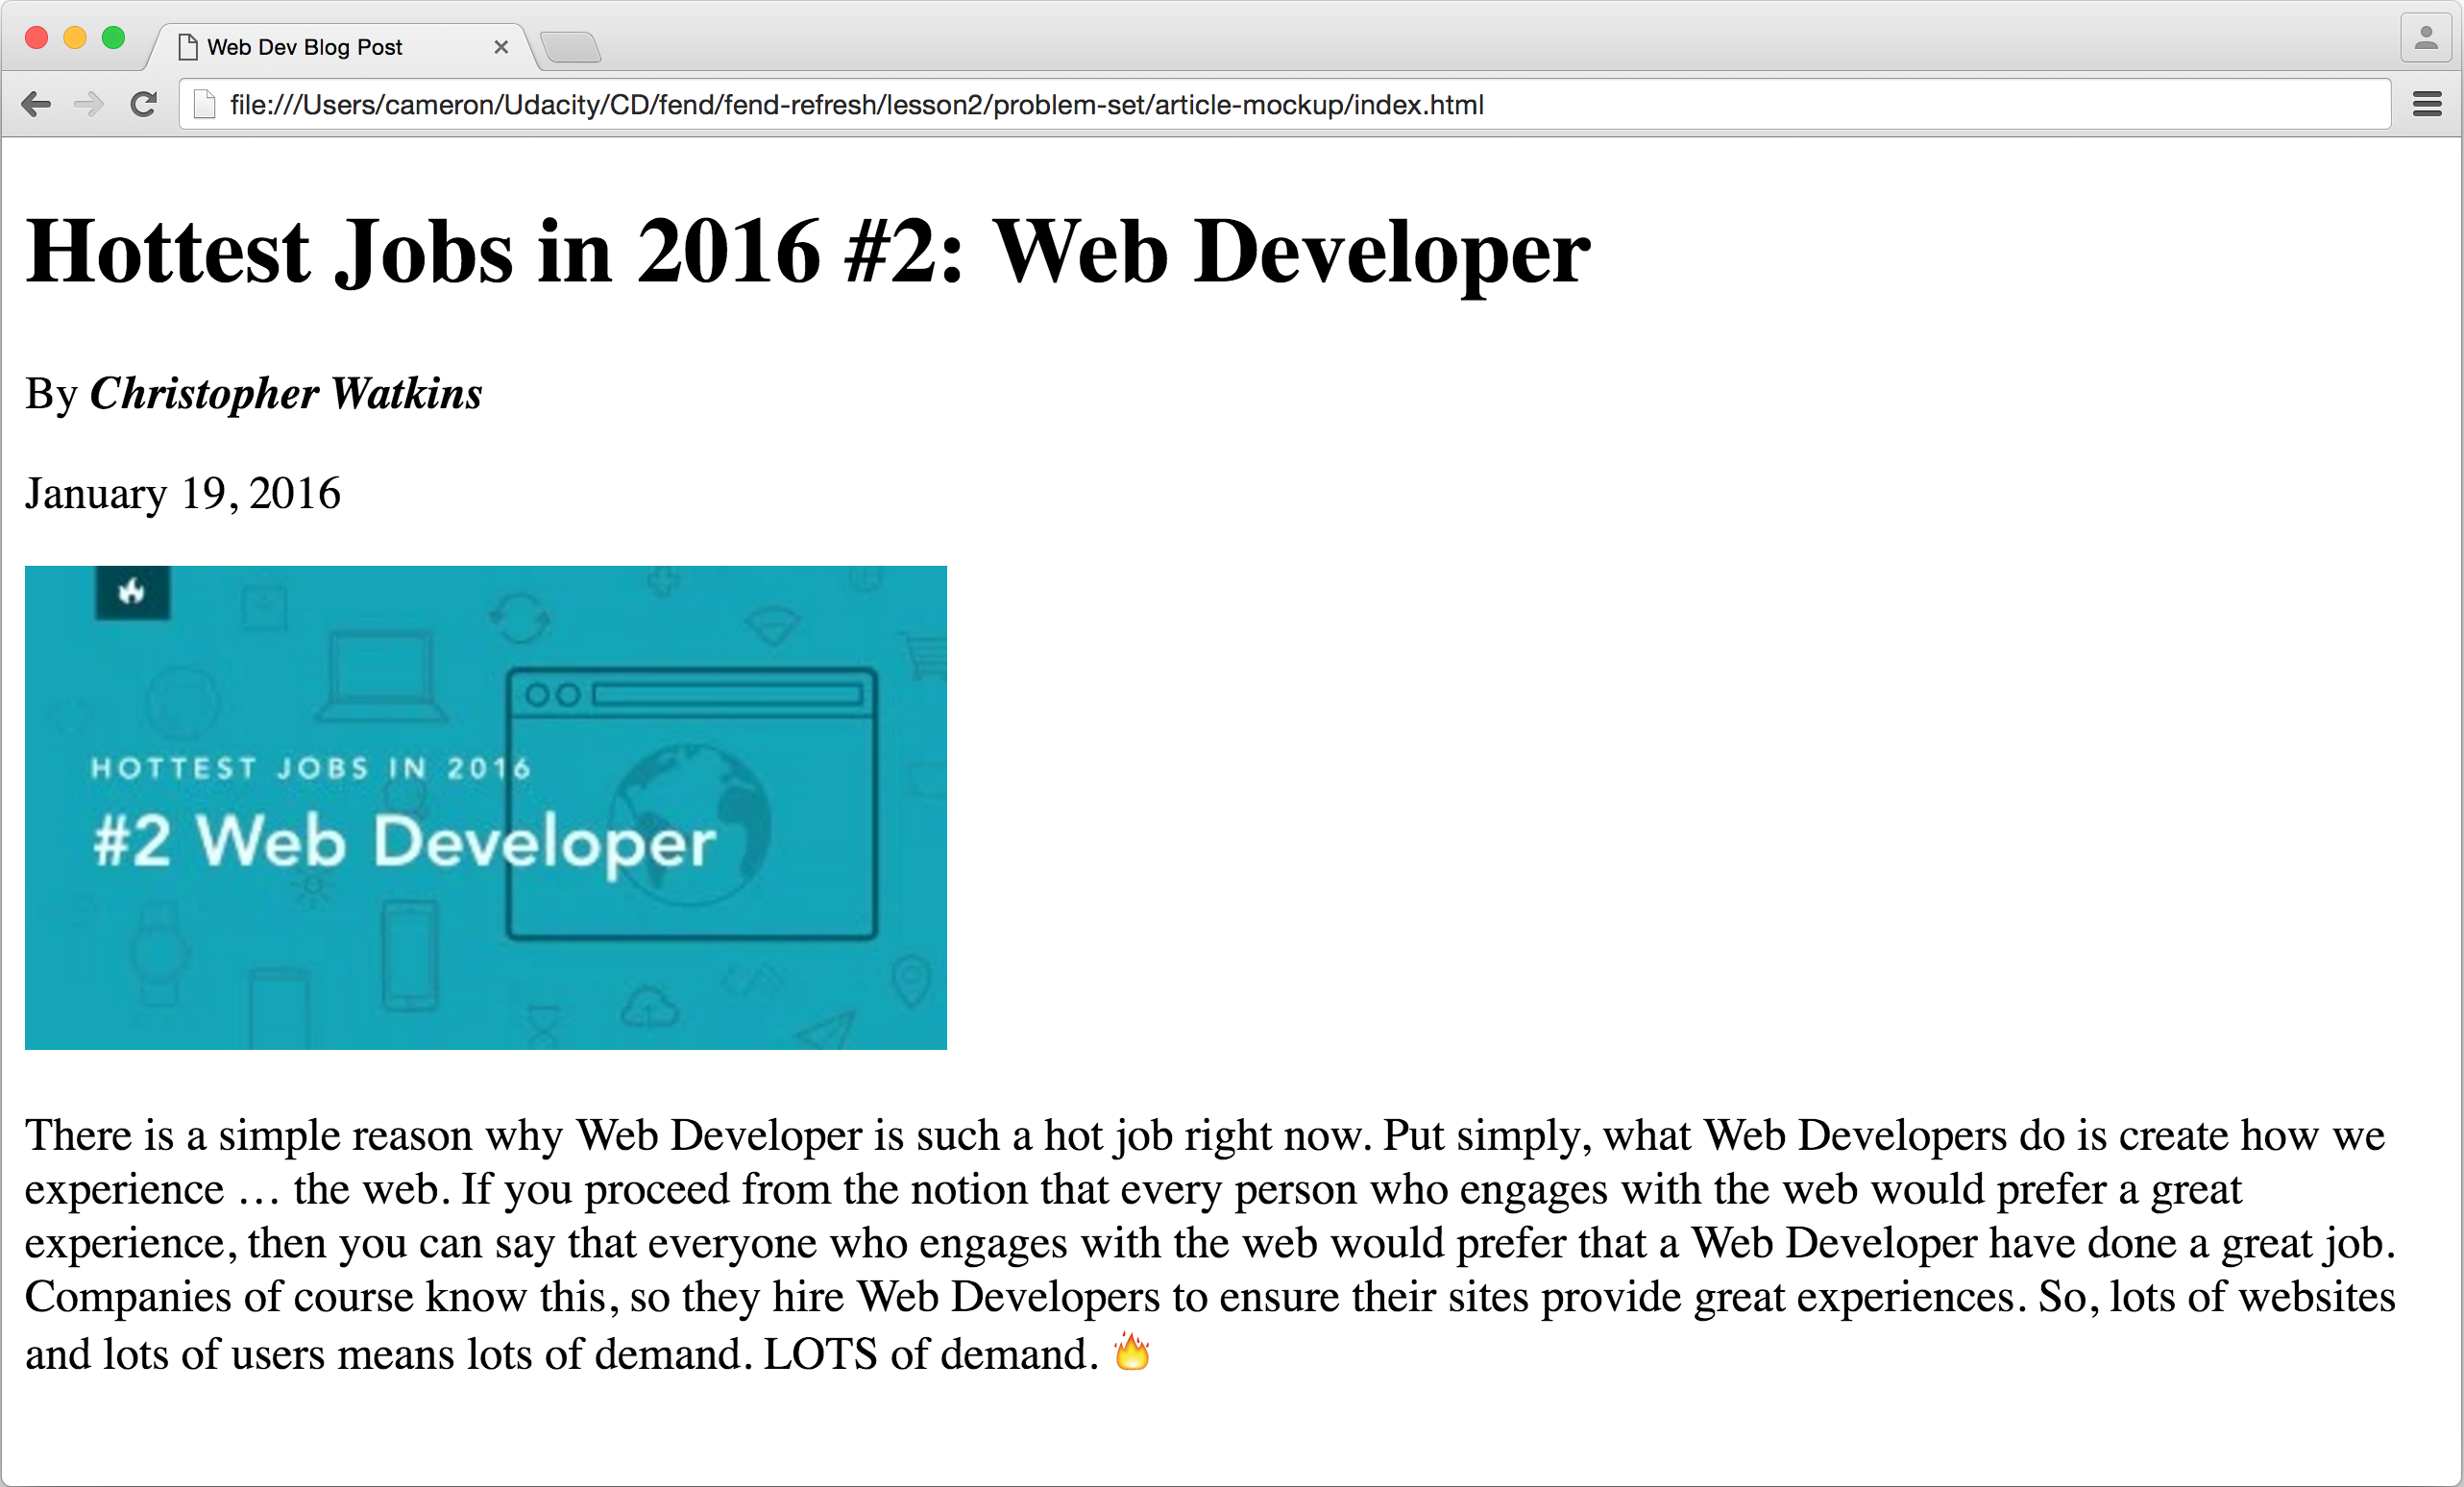 Web Dev Blog Post
file:///Users/cameron/Udacity/CD/fend/fend-refresh/lesson2/problem-set/article-mockup/index.html
Hottest Jobs in 2016 #2: Web Developer
By Christopher Watkins
January 19, 2016
HOTTEST JOBS IN 2016
#2 Web Developer
There is a simple reason why Web Developer is such a hot job right now. Put simply, what Web Developers do is create how we
experience … the web. If you proceed from the notion that every person who engages with the web would prefer a great
experience, then you can say that everyone who engages with the web would prefer that a Web Developer have done a great job.
Companies of course know this, so they hire Web Developers to ensure their sites provide great experiences. So, lots of websites
and lots of users means lots of demand. LOTS of demand. 🔥